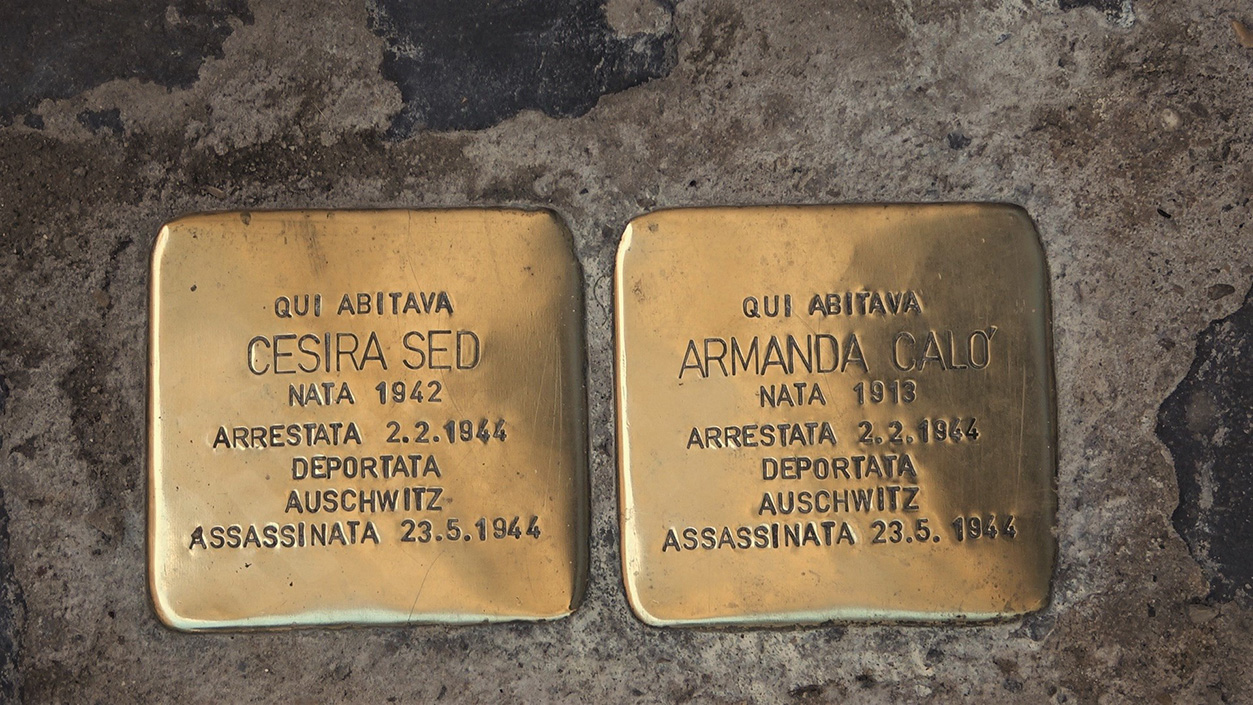 QUI ABITAVA
CESIRA SED
NATA 1942
ARRESTATA 2.2.1944
DEPORTATA
AUSCHWITZ
ASSASSINATA 23.5.1944
QUI ABITAVA
ARMANDA CALO'
NATA 1913
ARRESTATA 2.2.1944
DEPORTATA
AUSCHWITZ
ASSASSINATA 23.5. 1944